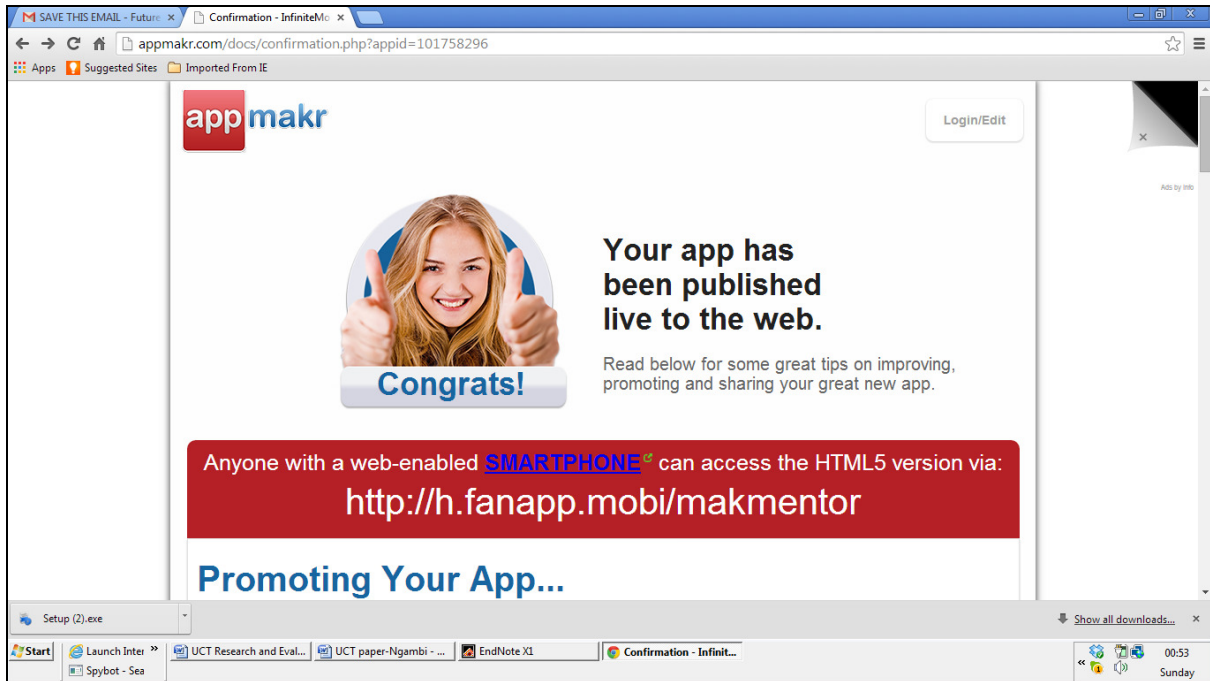 SAVE THIS EMAIL - Future
Confirmation - InfiniteMo
appmakr.com/docs/confirmation.php?appid=101758296
Apps Suggested Sites Imported From IE
appmakr
Login/Edit
Ads by info
Your app has
been published
live to the web.
Read below for some great tips on improving,
promoting and sharing your great new app.
Congrats!
Anyone with a web-enabled SMARTPHONE can access the HTML5 version via:
http://h.fanapp.mobi/makmentor
Promoting Your App...
Setup (2).exe
Show all downloads...
Start
Launch Inter »
UCT Research and Eval...
UCT paper-Ngambi - ...
EndNote X1
Confirmation - Infinit...
00:53
Spybot - Sea
Sunday